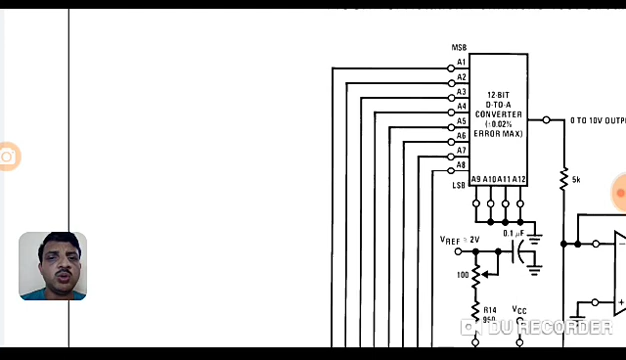 MSB
A1
A2
A3
A4
A5
A6
A7
A8
LSB
12-BIT
D-TO-A
CONVERTER
(±0.02%
ERROR MAX)
A9 A10 A11 A12
0 TO 10V OUTPU
5k
0.1 μF
VREF = 2V
100
R14
VCC
DU RECORDER